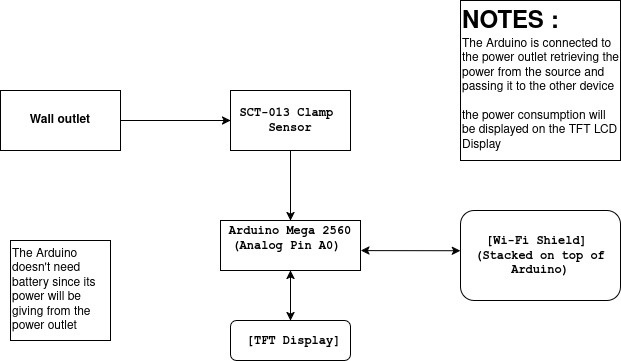 NOTES :
The Arduino is connected to
the power outlet retrieving the
power from the source and
passing it to the other device
the power consumption will
be displayed on the TFT LCD
Display
Wall outlet
SCT-013 Clamp
Sensor
Arduino Mega 2560
(Analog Pin A0)
[Wi-Fi Shield]
(Stacked on top of
Arduino)
The Arduino
doesn't need
battery since its
power will be
giving from the
power outlet
[TFT Display]